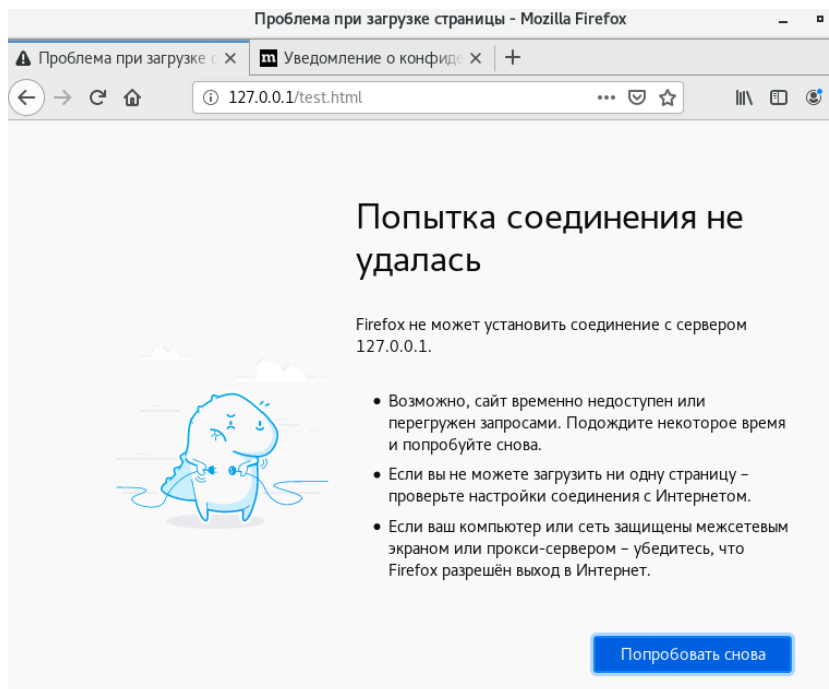 Проблема при загрузке страницы - Mozilla Firefox
Проблема при загрузке с
m Уведомление о конфиде
127.0.0.1/test.html
Попытка соединения не
удалась
Firefox не может установить соединение с сервером
127.0.0.1.
Возможно, сайт временно недоступен или
перегружен запросами. Подождите некоторое время
и попробуйте снова.
Если вы не можете загрузить ни одну страницу –
проверьте настройки соединения с Интернетом.
Если ваш компьютер или сеть защищены межсетевым
экраном или прокси-сервером – убедитесь, что
Firefox разрешён выход в Интернет.
Попробовать снова